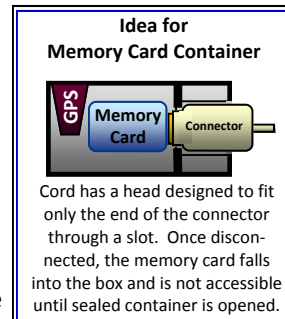 Idea for
Memory Card Container
GPS
Memory
Card
Connector
Cord has a head designed to fit
only the end of the connector
through a slot. Once discon-
nected, the memory card falls
into the box and is not accessible
until sealed container is opened.
e